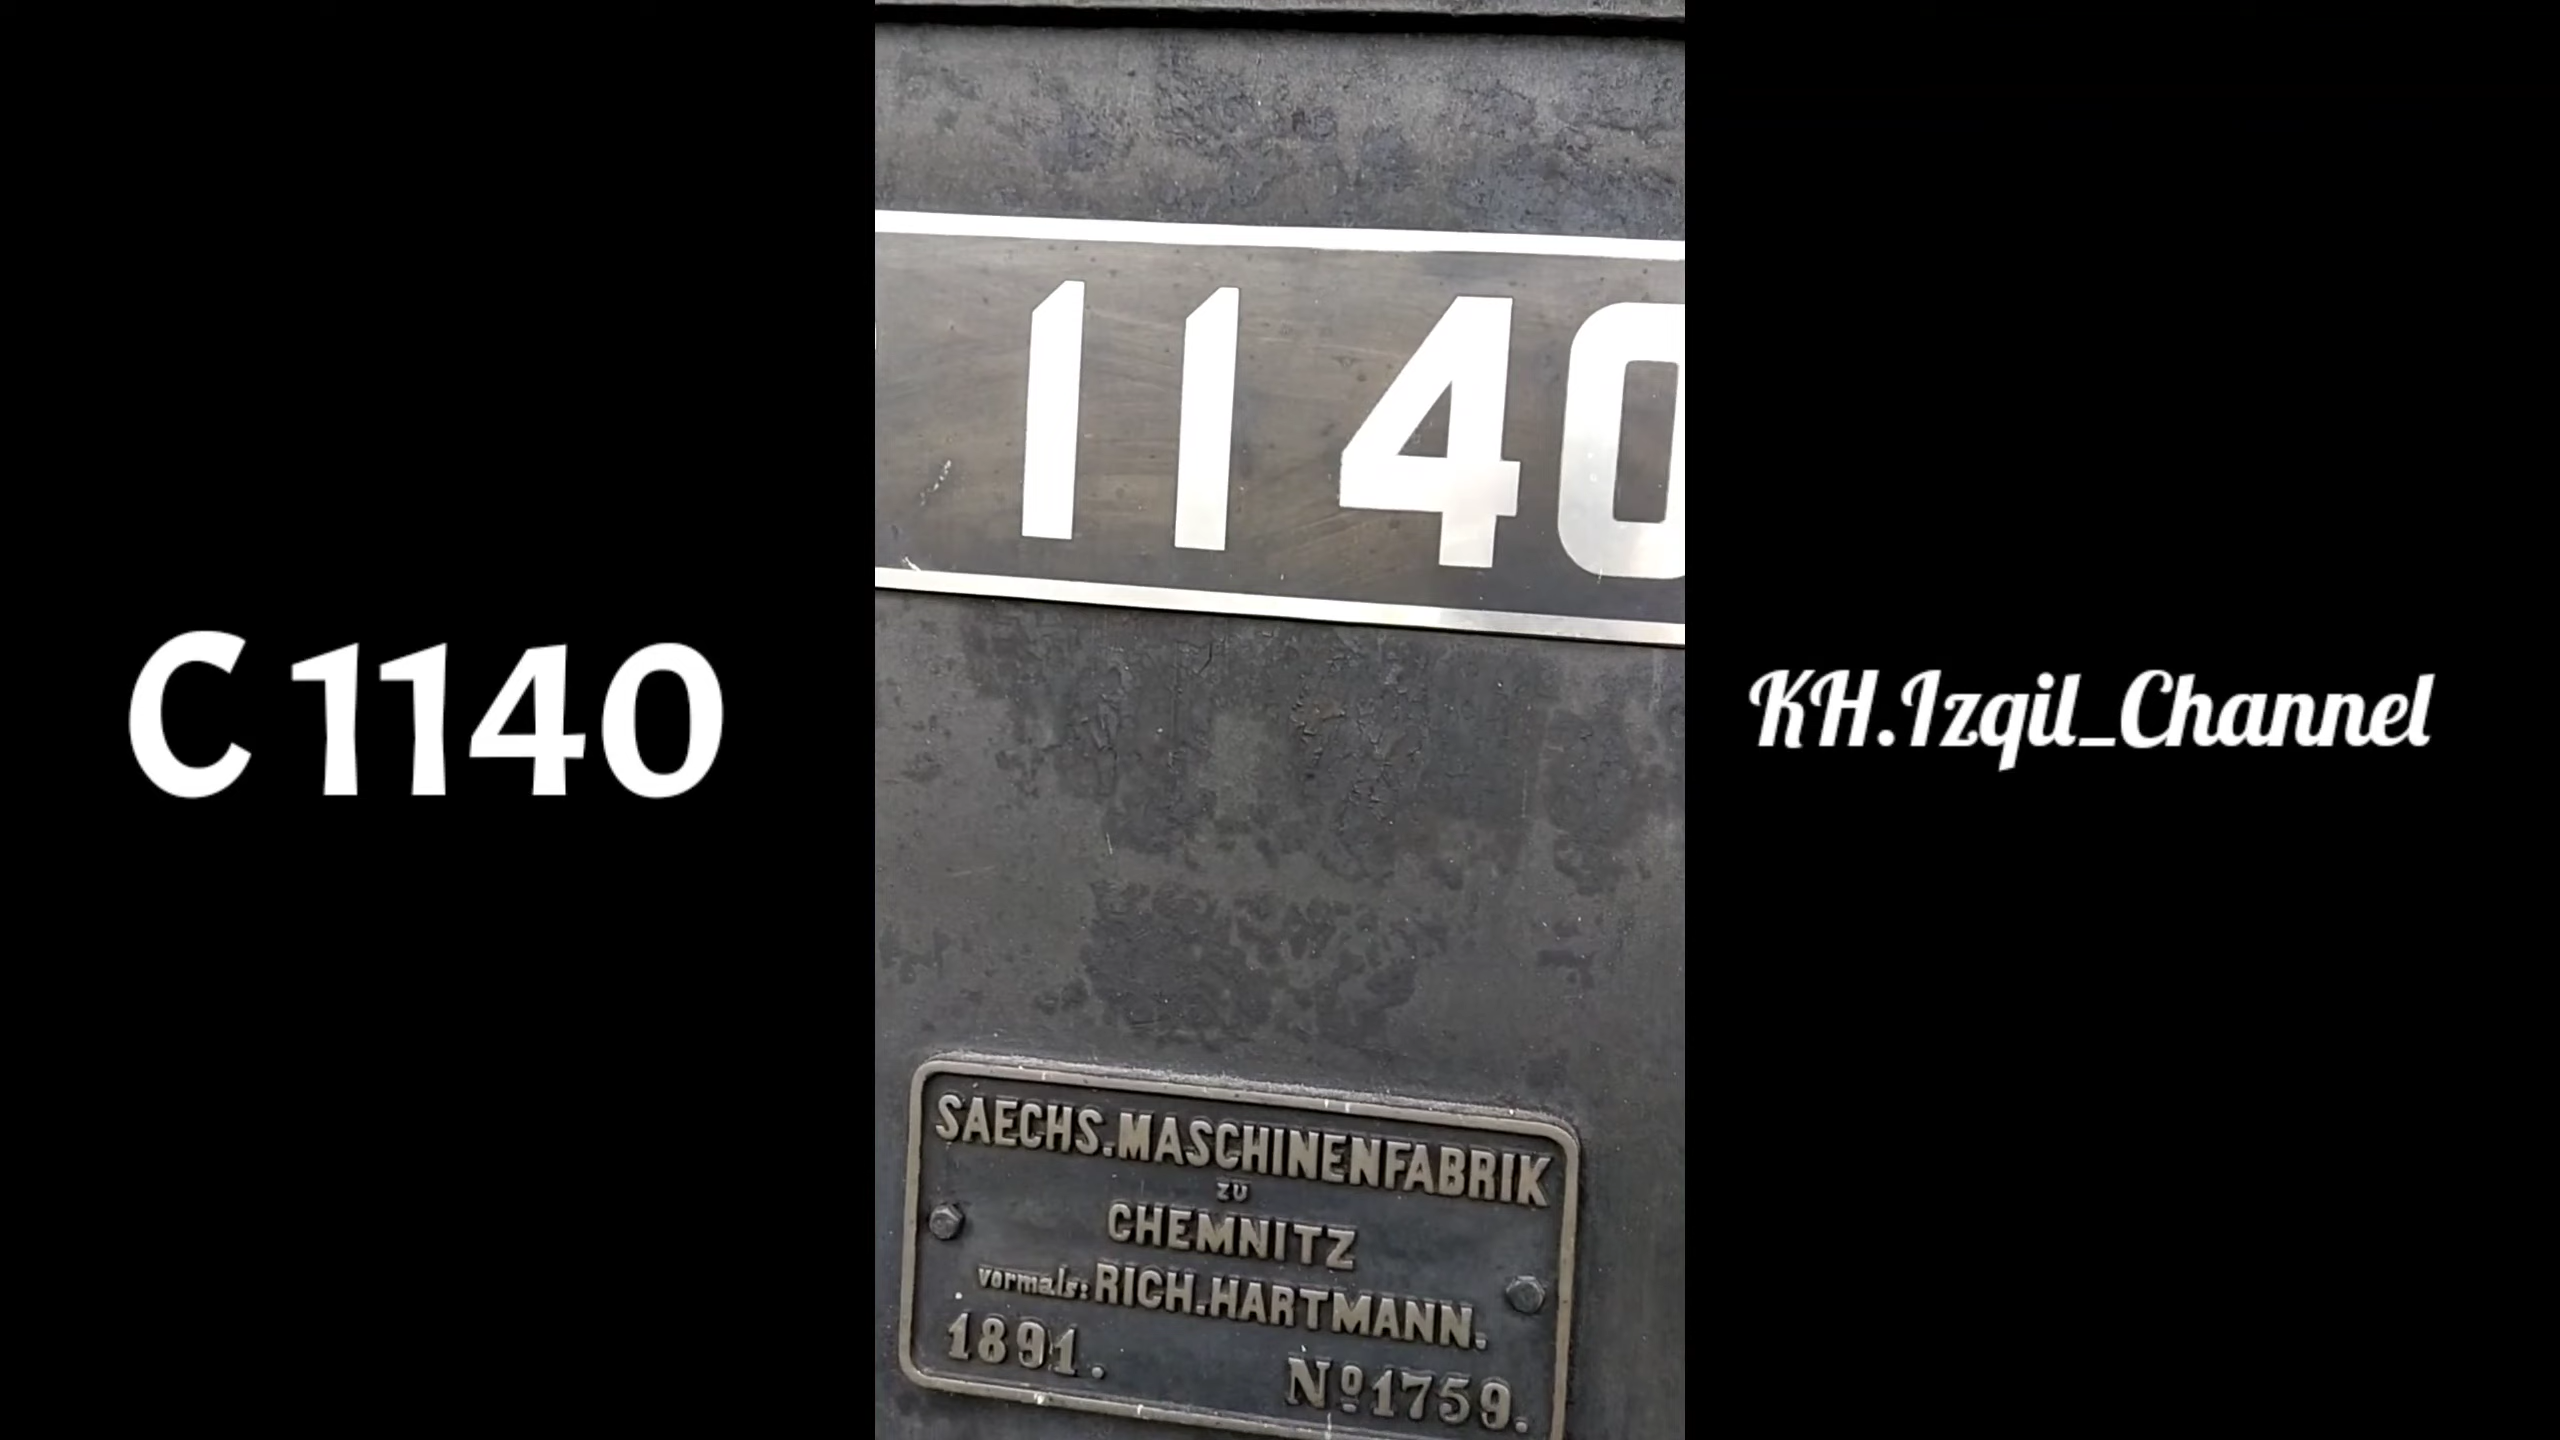 C 1140
1140
SAECHS.MASCHINENFABRIK
ZU
CHEMNITZ
vormals: RICH.HARTMANN.
1891. Nº1759.
KH.Izqil_Channel